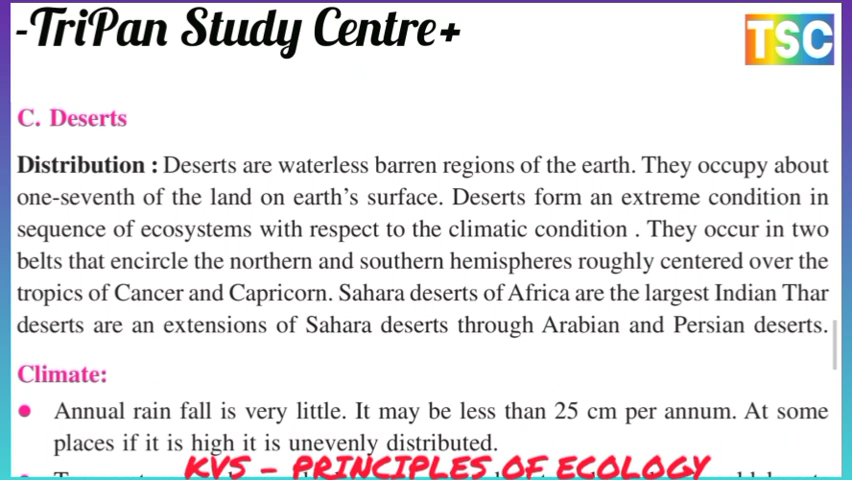 -TriPan Study Centre+
TSC
C. Deserts
Distribution : Deserts are waterless barren regions of the earth. They occupy about
one-seventh of the land on earth's surface. Deserts form an extreme condition in
sequence of ecosystems with respect to the climatic condition . They occur in two
belts that encircle the northern and southern hemispheres roughly centered over the
tropics of Cancer and Capricorn. Sahara deserts of Africa are the largest Indian Thar
deserts are an extensions of Sahara deserts through Arabian and Persian deserts.
Climate:
• Annual rain fall is very little. It may be less than 25 cm per annum. At some
places if it is high it is unevenly distributed.
KVS - PRINCIPLES OF ECOLOGY